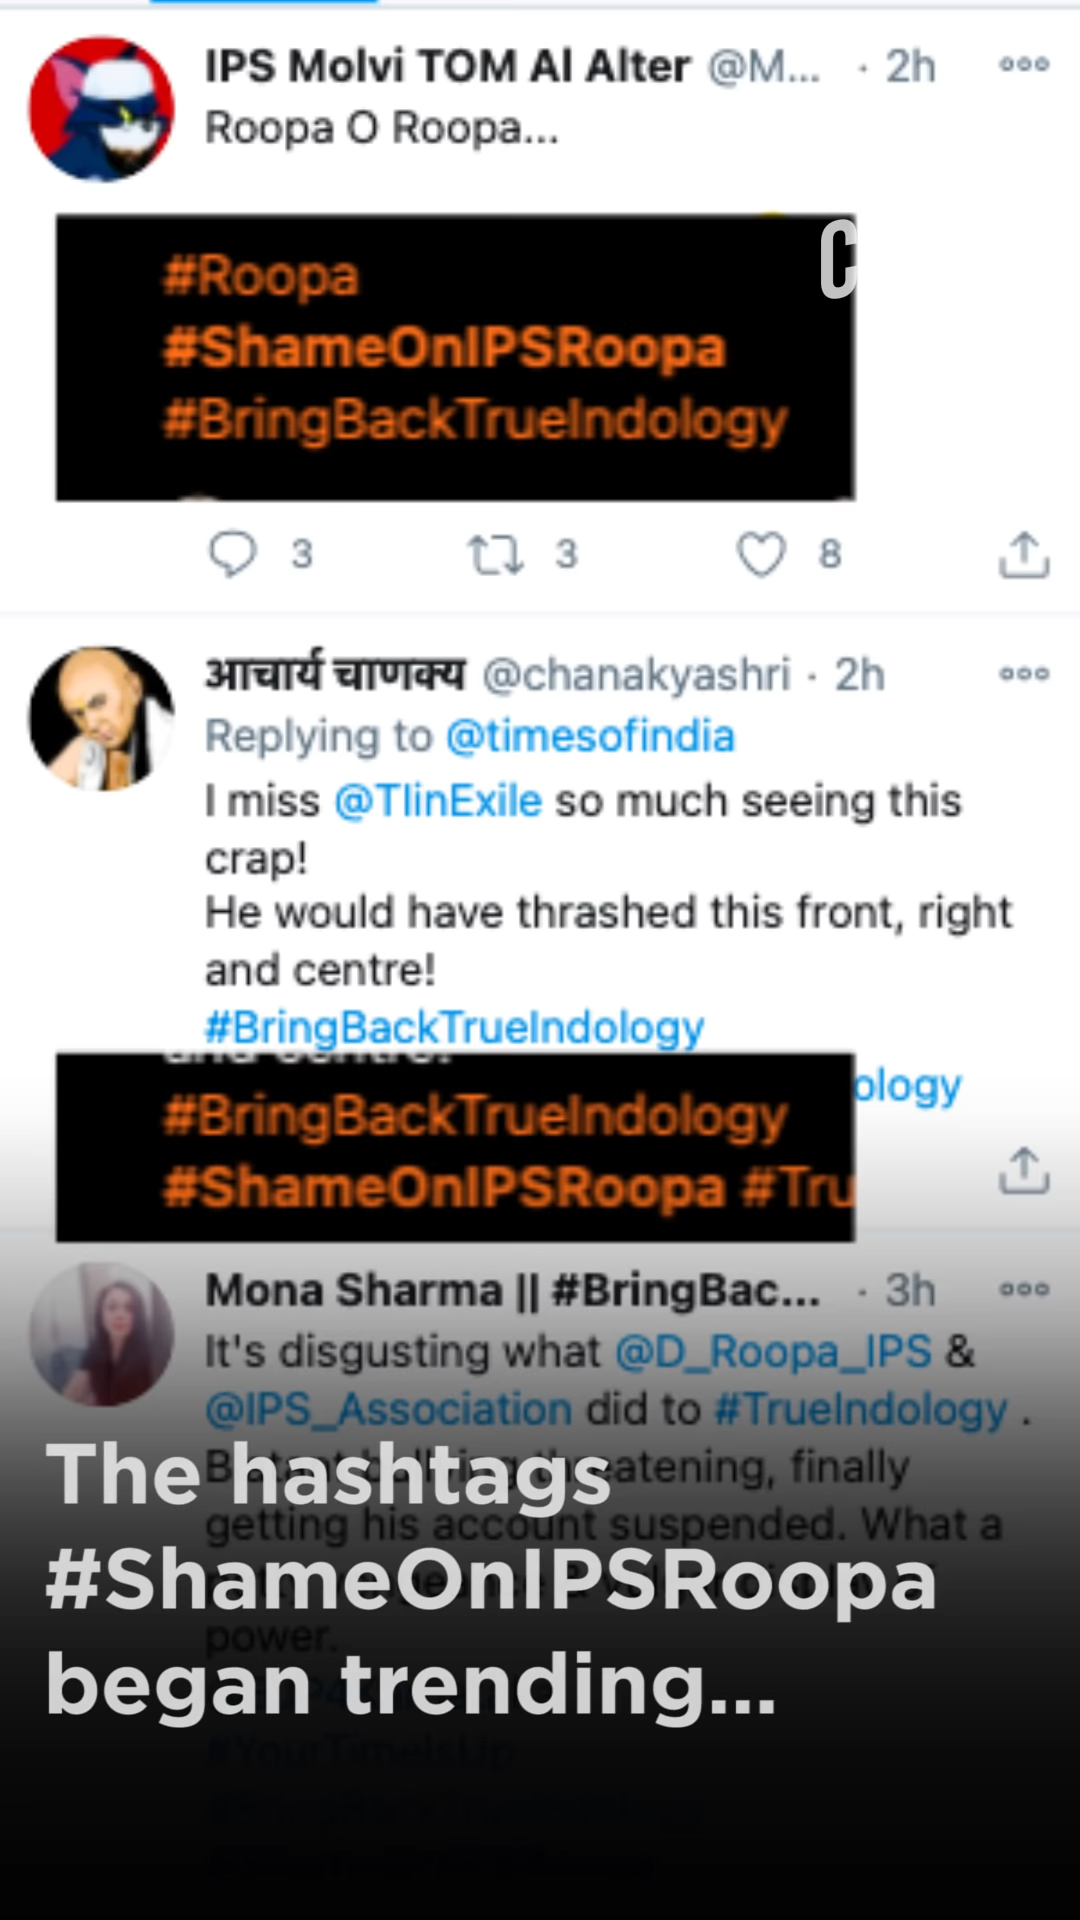 IPS Molvi TOM Al Alter @M... · 2h
Roopa O Roopa...
C
#Roopa
#ShameOnIPSRoopa
#BringBackTrueIndology
3 3 8
आचार्य चाणक्य @chanakyashri · 2h
Replying to @timesofindia
I miss @TIinExile so much seeing this
crap!
He would have thrashed this front, right
and centre!
#BringBackTrueIndology
ology
#BringBackTrueIndology
#ShameOnIPSRoopa #Tru
Mona Sharma || #BringBac... · 3h
It's disgusting what @D_Roopa_IPS &
@IPS_Association did to #TrueIndology .
finally
getting his account suspended. What a
power.
#YourTimeIsUp
The hashtags
#ShameOnIPSRoopa
began trending...